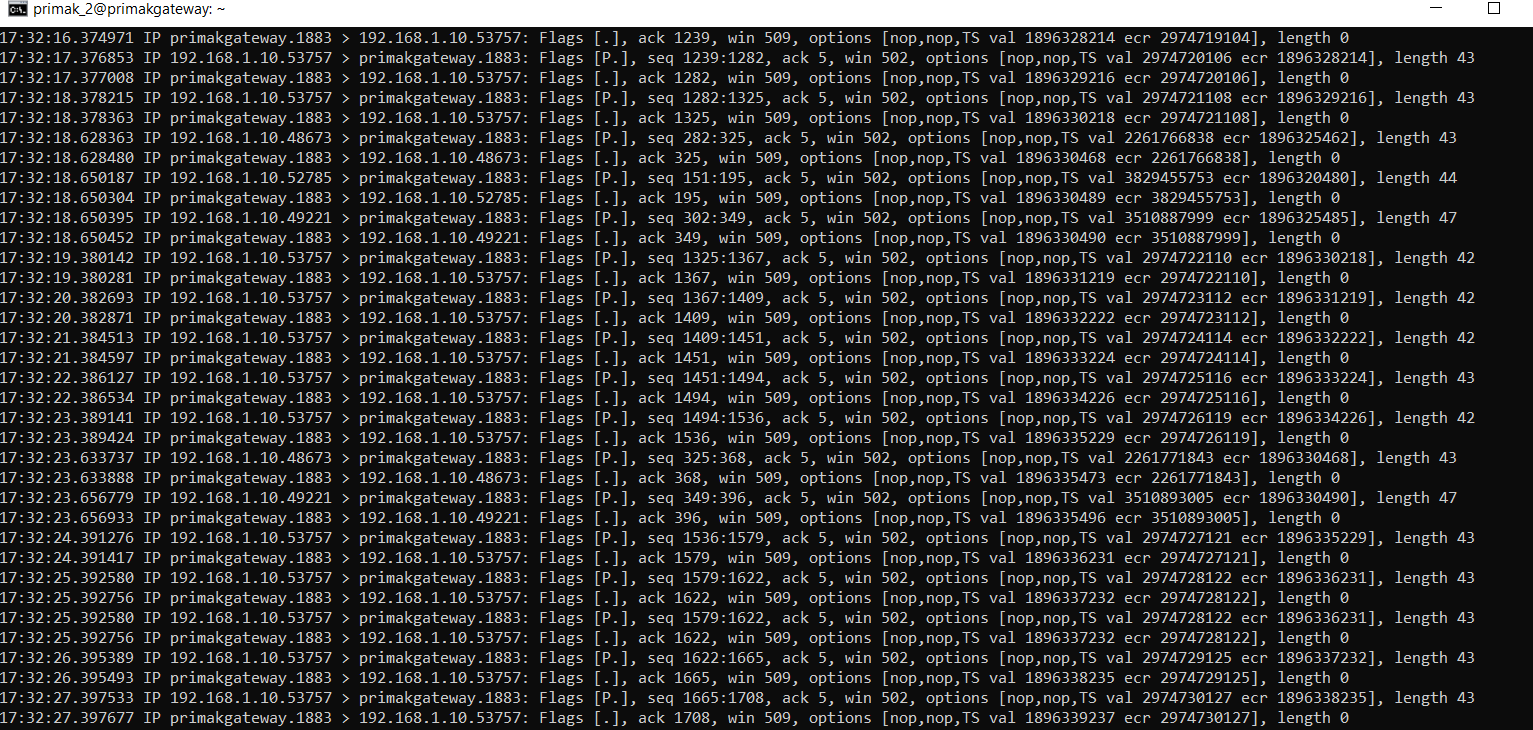 primak_2@primakgateway: ~
17:32:16.374971 IP primakgateway.1883 > 192.168.1.10.53757: Flags [.], ack 1239, win 509, options [nop,nop,TS val 1896328214 ecr 2974719104], length 0
17:32:17.376853 IP 192.168.1.10.53757 > primakgateway.1883: Flags [P.], seq 1239:1282, ack 5, win 502, options [nop,nop,TS val 2974720106 ecr 1896328214], length 43
17:32:17.377008 IP primakgateway.1883 > 192.168.1.10.53757: Flags [.], ack 1282, win 509, options [nop,nop,TS val 1896329216 ecr 2974720106], length 0
17:32:18.378215 IP 192.168.1.10.53757 > primakgateway.1883: Flags [P.], seq 1282:1325, ack 5, win 502, options [nop,nop,TS val 2974721108 ecr 1896329216], length 43
17:32:18.378363 IP primakgateway.1883 > 192.168.1.10.53757: Flags [.], ack 1325, win 509, options [nop,nop,TS val 1896330218 ecr 2974721108], length 0
17:32:18.628363 IP 192.168.1.10.48673 > primakgateway.1883: Flags [P.], seq 282:325, ack 5, win 502, options [nop,nop,TS val 2261766838 ecr 1896325462], length 43
17:32:18.628480 IP primakgateway.1883 > 192.168.1.10.48673: Flags [.], ack 325, win 509, options [nop,nop,TS val 1896330468 ecr 2261766838], length 0
17:32:18.650187 IP 192.168.1.10.52785 > primakgateway.1883: Flags [P.], seq 151:195, ack 5, win 502, options [nop,nop,TS val 3829455753 ecr 1896320480], length 44
17:32:18.650304 IP primakgateway.1883 > 192.168.1.10.52785: Flags [.], ack 195, win 509, options [nop,nop,TS val 1896330489 ecr 3829455753], length 0
17:32:18.650395 IP 192.168.1.10.49221 > primakgateway.1883: Flags [P.], seq 302:349, ack 5, win 502, options [nop,nop,TS val 3510887999 ecr 1896325485], length 47
17:32:18.650452 IP primakgateway.1883 > 192.168.1.10.49221: Flags [.], ack 349, win 509, options [nop,nop,TS val 1896330490 ecr 3510887999], length 0
17:32:19.380142 IP 192.168.1.10.53757 > primakgateway.1883: Flags [P.], seq 1325:1367, ack 5, win 502, options [nop,nop,TS val 2974722110 ecr 1896330218], length 42
17:32:19.380281 IP primakgateway.1883 > 192.168.1.10.53757: Flags [.], ack 1367, win 509, options [nop,nop,TS val 1896331219 ecr 2974722110], length 0
17:32:20.382693 IP 192.168.1.10.53757 > primakgateway.1883: Flags [P.], seq 1367:1409, ack 5, win 502, options [nop,nop,TS val 2974723112 ecr 1896331219], length 42
17:32:20.382871 IP primakgateway.1883 > 192.168.1.10.53757: Flags [.], ack 1409, win 509, options [nop,nop,TS val 1896332222 ecr 2974723112], length 0
17:32:21.384513 IP 192.168.1.10.53757 > primakgateway.1883: Flags [P.], seq 1409:1451, ack 5, win 502, options [nop,nop,TS val 2974724114 ecr 1896332222], length 42
17:32:21.384597 IP primakgateway.1883 > 192.168.1.10.53757: Flags [.], ack 1451, win 509, options [nop,nop,TS val 1896333224 ecr 2974724114], length 0
17:32:22.386127 IP 192.168.1.10.53757 > primakgateway.1883: Flags [P.], seq 1451:1494, ack 5, win 502, options [nop,nop,TS val 2974725116 ecr 1896333224], length 43
17:32:22.386534 IP primakgateway.1883 > 192.168.1.10.53757: Flags [.], ack 1494, win 509, options [nop,nop,TS val 1896334226 ecr 2974725116], length 0
17:32:23.389141 IP 192.168.1.10.53757 > primakgateway.1883: Flags [P.], seq 1494:1536, ack 5, win 502, options [nop,nop,TS val 2974726119 ecr 1896334226], length 42
17:32:23.389424 IP primakgateway.1883 > 192.168.1.10.53757: Flags [.], ack 1536, win 509, options [nop,nop,TS val 1896335229 ecr 2974726119], length 0
17:32:23.633737 IP 192.168.1.10.48673 > primakgateway.1883: Flags [P.], seq 325:368, ack 5, win 502, options [nop,nop,TS val 2261771843 ecr 1896330468], length 43
17:32:23.633888 IP primakgateway.1883 > 192.168.1.10.48673: Flags [.], ack 368, win 509, options [nop,nop,TS val 1896335473 ecr 2261771843], length 0
17:32:23.656779 IP 192.168.1.10.49221 > primakgateway.1883: Flags [P.], seq 349:396, ack 5, win 502, options [nop,nop,TS val 3510893005 ecr 1896330490], length 47
17:32:23.656933 IP primakgateway.1883 > 192.168.1.10.49221: Flags [.], ack 396, win 509, options [nop,nop,TS val 1896335496 ecr 3510893005], length 0
17:32:24.391276 IP 192.168.1.10.53757 > primakgateway.1883: Flags [P.], seq 1536:1579, ack 5, win 502, options [nop,nop,TS val 2974727121 ecr 1896335229], length 43
17:32:24.391417 IP primakgateway.1883 > 192.168.1.10.53757: Flags [.], ack 1579, win 509, options [nop,nop,TS val 1896336231 ecr 2974727121], length 0
17:32:25.392580 IP 192.168.1.10.53757 > primakgateway.1883: Flags [P.], seq 1579:1622, ack 5, win 502, options [nop,nop,TS val 2974728122 ecr 1896336231], length 43
17:32:25.392756 IP primakgateway.1883 > 192.168.1.10.53757: Flags [.], ack 1622, win 509, options [nop,nop,TS val 1896337232 ecr 2974728122], length 0
17:32:25.392580 IP 192.168.1.10.53757 > primakgateway.1883: Flags [P.], seq 1579:1622, ack 5, win 502, options [nop,nop,TS val 2974728122 ecr 1896336231], length 43
17:32:25.392756 IP primakgateway.1883 > 192.168.1.10.53757: Flags [.], ack 1622, win 509, options [nop,nop,TS val 1896337232 ecr 2974728122], length 0
17:32:26.395389 IP 192.168.1.10.53757 > primakgateway.1883: Flags [P.], seq 1622:1665, ack 5, win 502, options [nop,nop,TS val 2974729125 ecr 1896337232], length 43
17:32:26.395493 IP primakgateway.1883 > 192.168.1.10.53757: Flags [.], ack 1665, win 509, options [nop,nop,TS val 1896338235 ecr 2974729125], length 0
17:32:27.397533 IP 192.168.1.10.53757 > primakgateway.1883: Flags [P.], seq 1665:1708, ack 5, win 502, options [nop,nop,TS val 2974730127 ecr 1896338235], length 43
17:32:27.397677 IP primakgateway.1883 > 192.168.1.10.53757: Flags [.], ack 1708, win 509, options [nop,nop,TS val 1896339237 ecr 2974730127], length 0